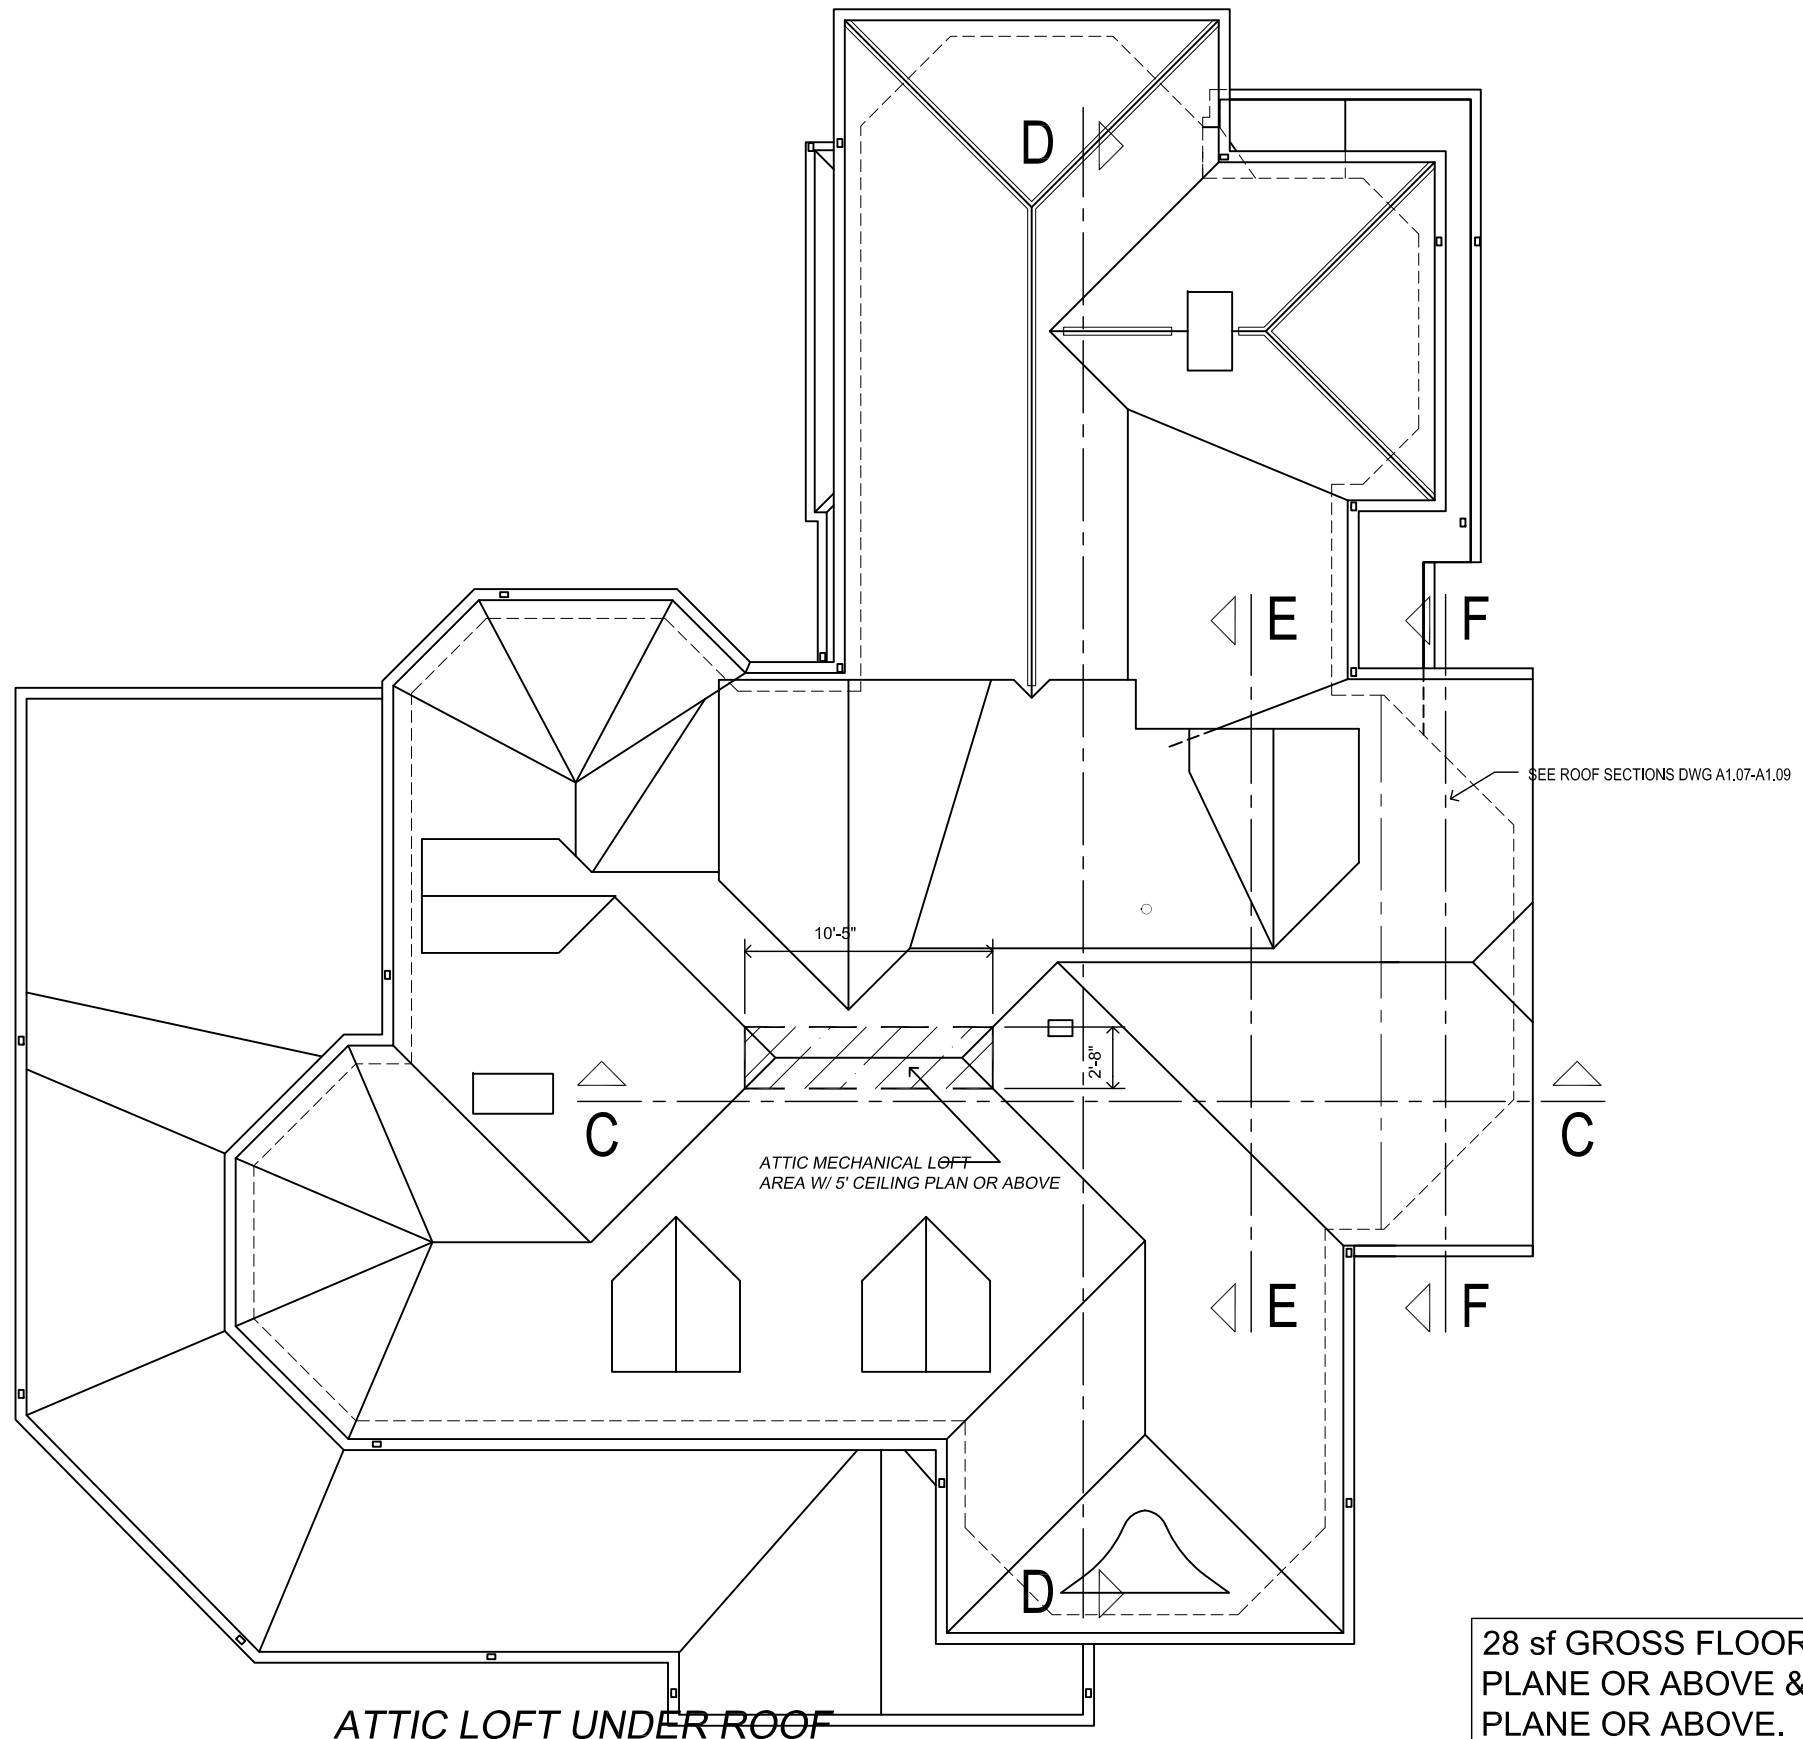 D
E
F
SEE ROOF SECTIONS DWG A1.07-A1.09
10'-5"
2'-8"
C
C
ATTIC MECHANICAL LOFT
AREA W/ 5' CEILING PLAN OR ABOVE
E
F
D
28 sf GROSS FLOOR
PLANE OR ABOVE &
PLANE OR ABOVE.
ATTIC LOFT UNDER ROOF